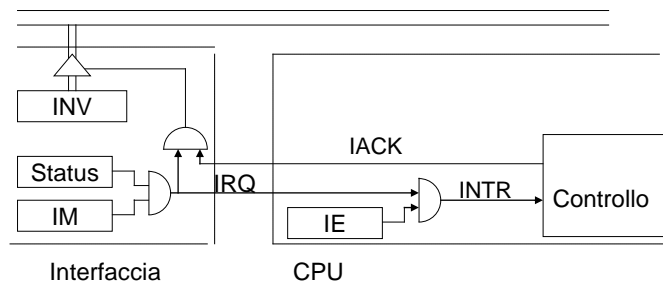 INV
IACK
Status
IRQ
INTR
Controllo
IM
IE
Interfaccia
CPU